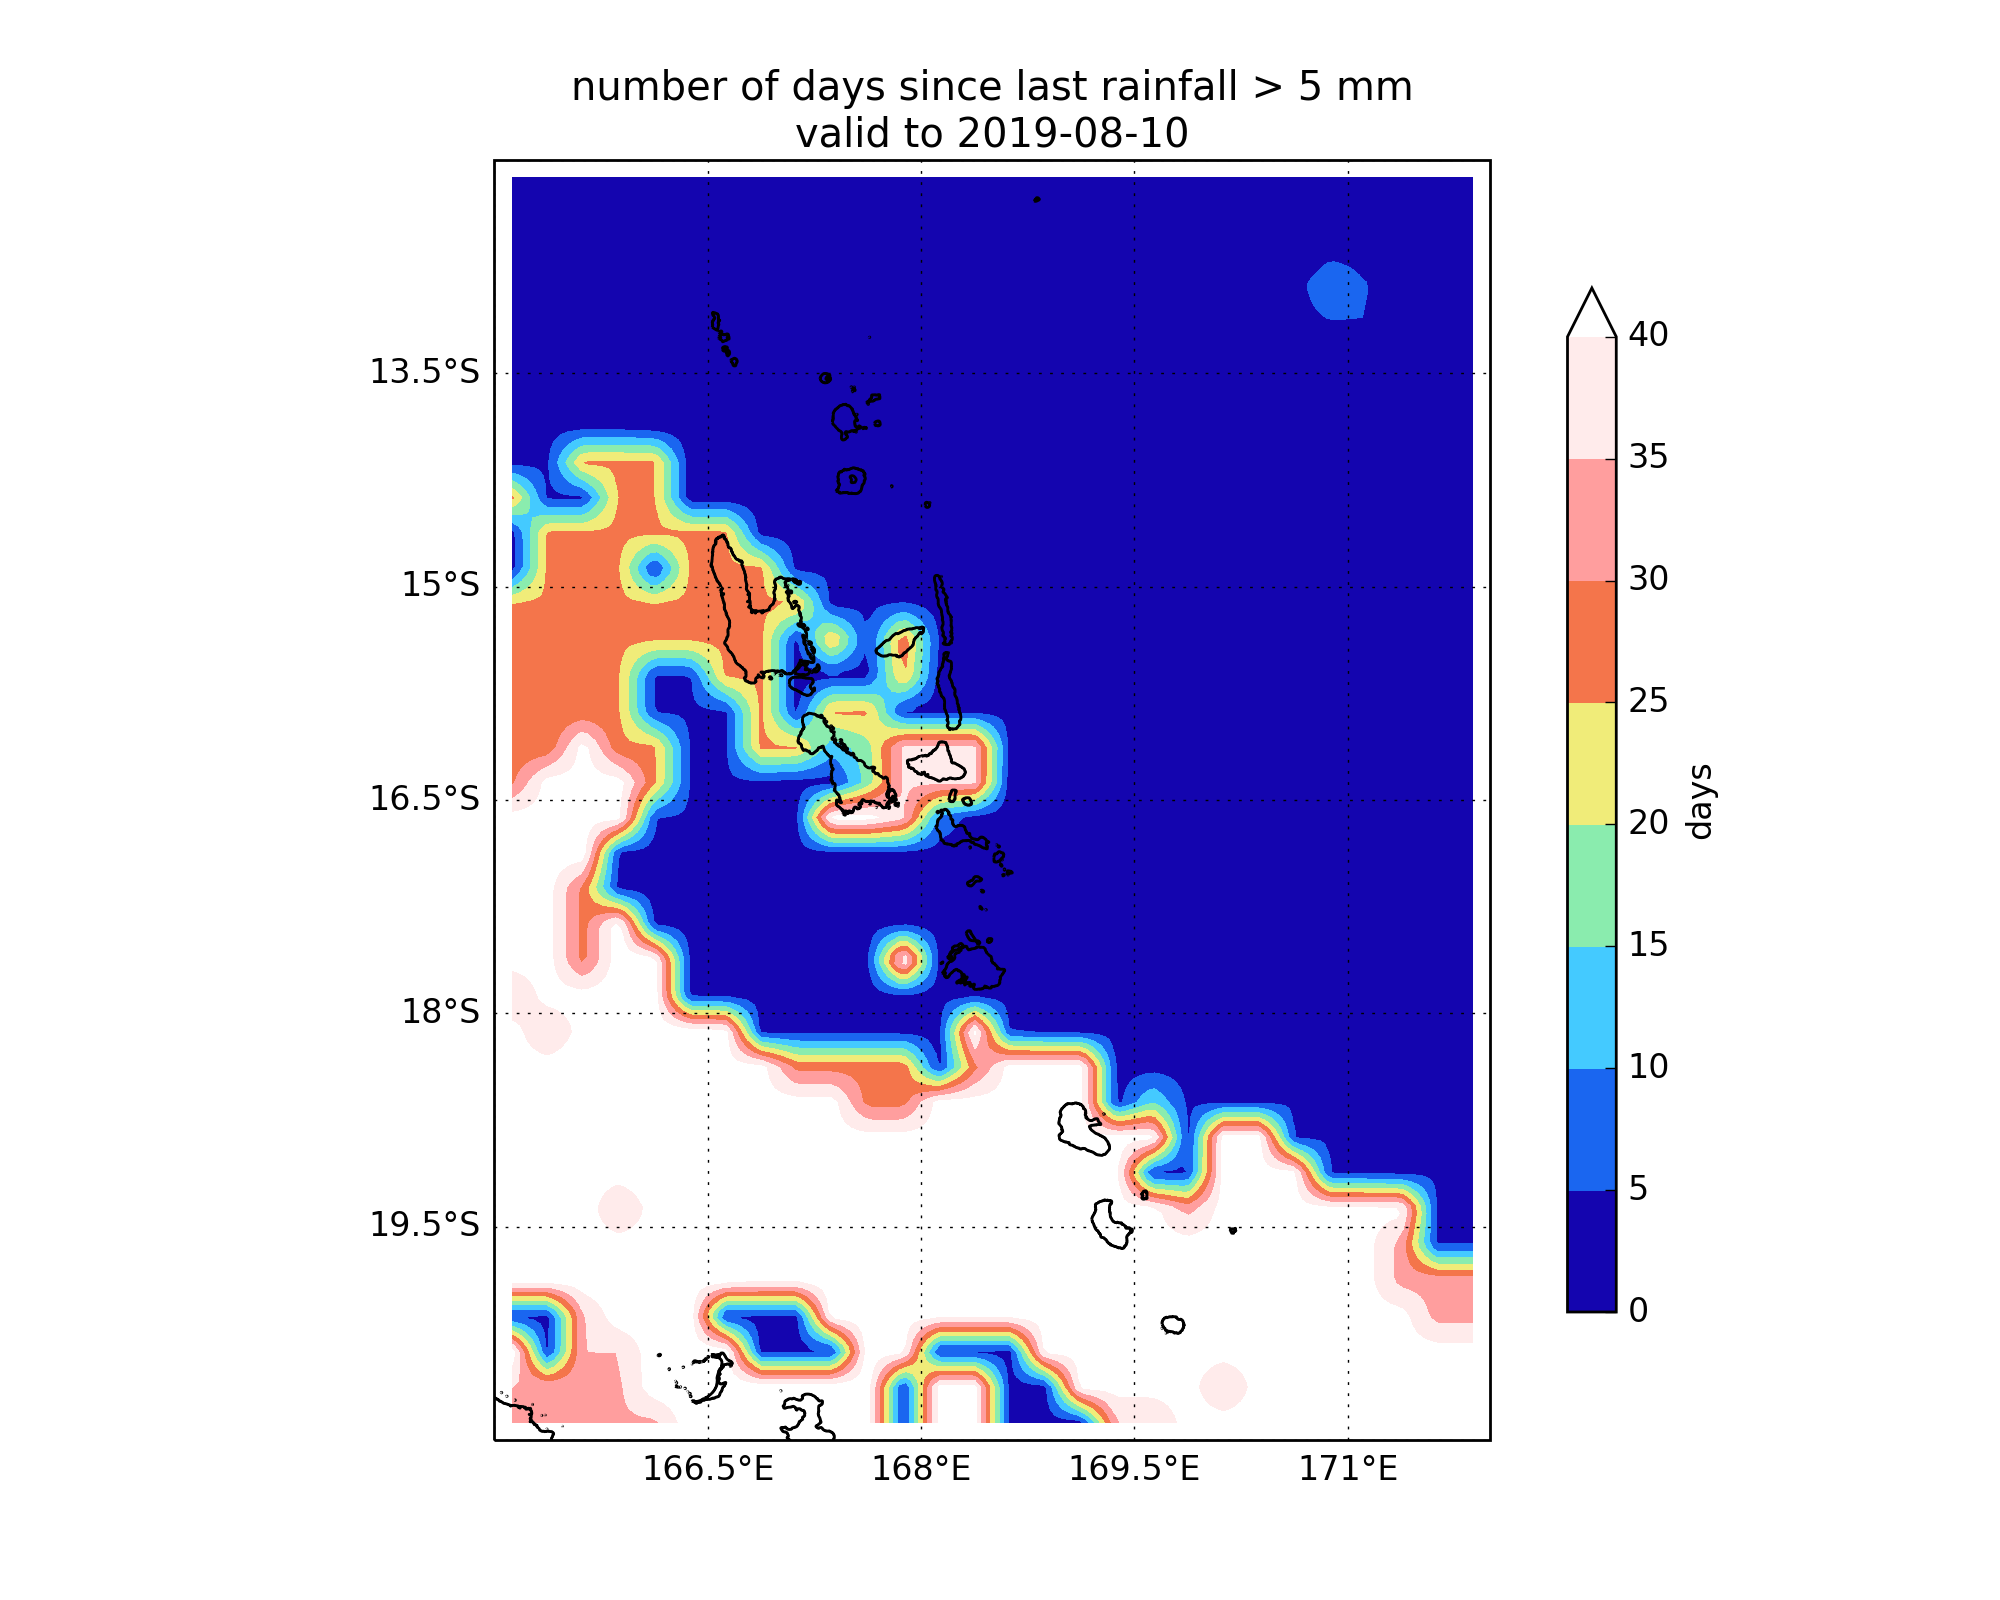 number of days since last rainfall > 5 mm
valid to 2019-08-10
13.5°S
15°S
16.5°S
18°S
19.5°S
166.5°E
168°E
169.5°E
171°E
40
35
30
25
20
15
10
5
0
days